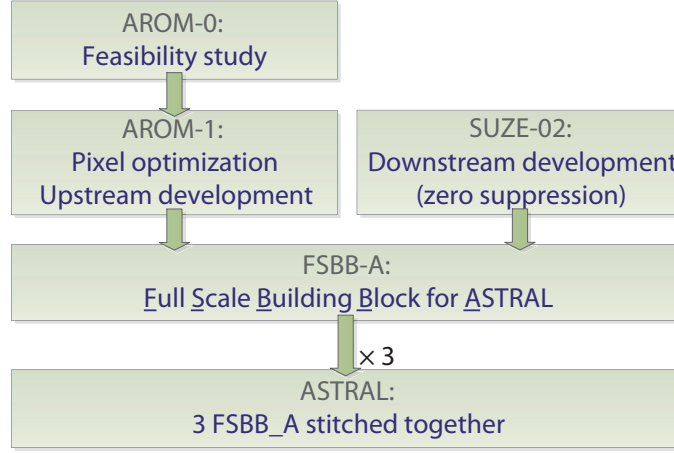 AROM-0:
Feasibility study
AROM-1:
Pixel optimization
Upstream development
SUZE-02:
Downstream development
(zero suppression)
FSBB-A:
Full Scale Building Block for ASTRAL
× 3
ASTRAL:
3 FSBB_A stitched together